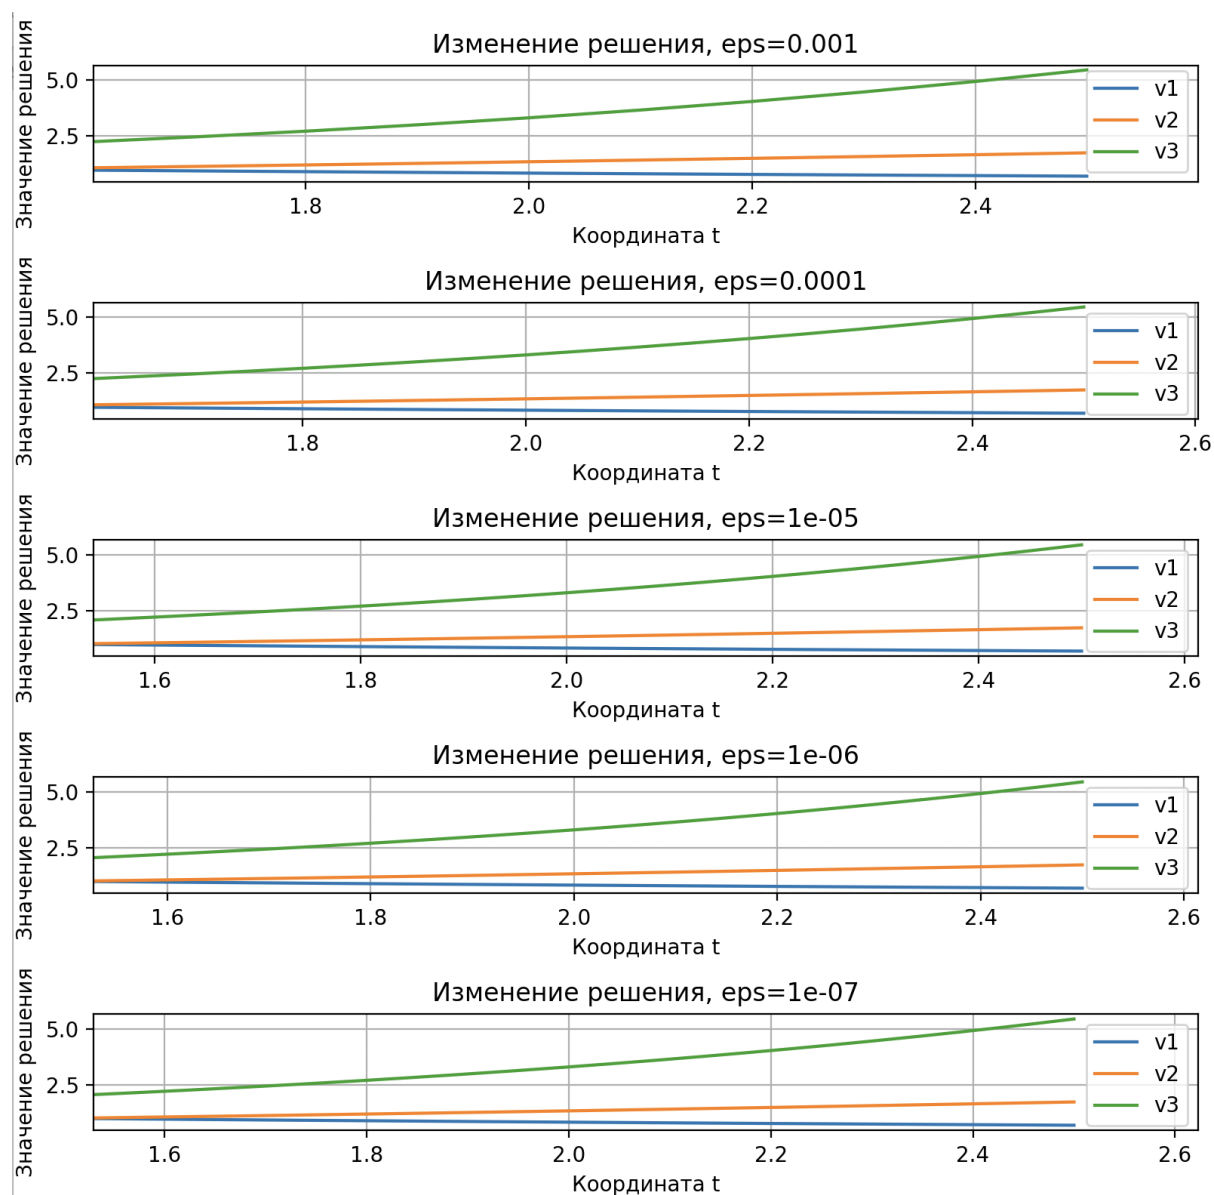 Изменение решения, eps=0.001
Значение решения
5.0
2.5
v1
v2
v3
1.8 2.0 2.2 2.4
Координата t
Изменение решения, eps=0.0001
Значение решения
5.0
2.5
v1
v2
v3
1.8 2.0 2.2 2.4 2.6
Координата t
Изменение решения, eps=1e-05
Значение решения
5.0
2.5
v1
v2
v3
1.6 1.8 2.0 2.2 2.4 2.6
Координата t
Изменение решения, eps=1e-06
Значение решения
5.0
2.5
v1
v2
v3
1.6 1.8 2.0 2.2 2.4 2.6
Координата t
Изменение решения, eps=1e-07
Значение решения
5.0
2.5
v1
v2
v3
1.6 1.8 2.0 2.2 2.4 2.6
Координата t